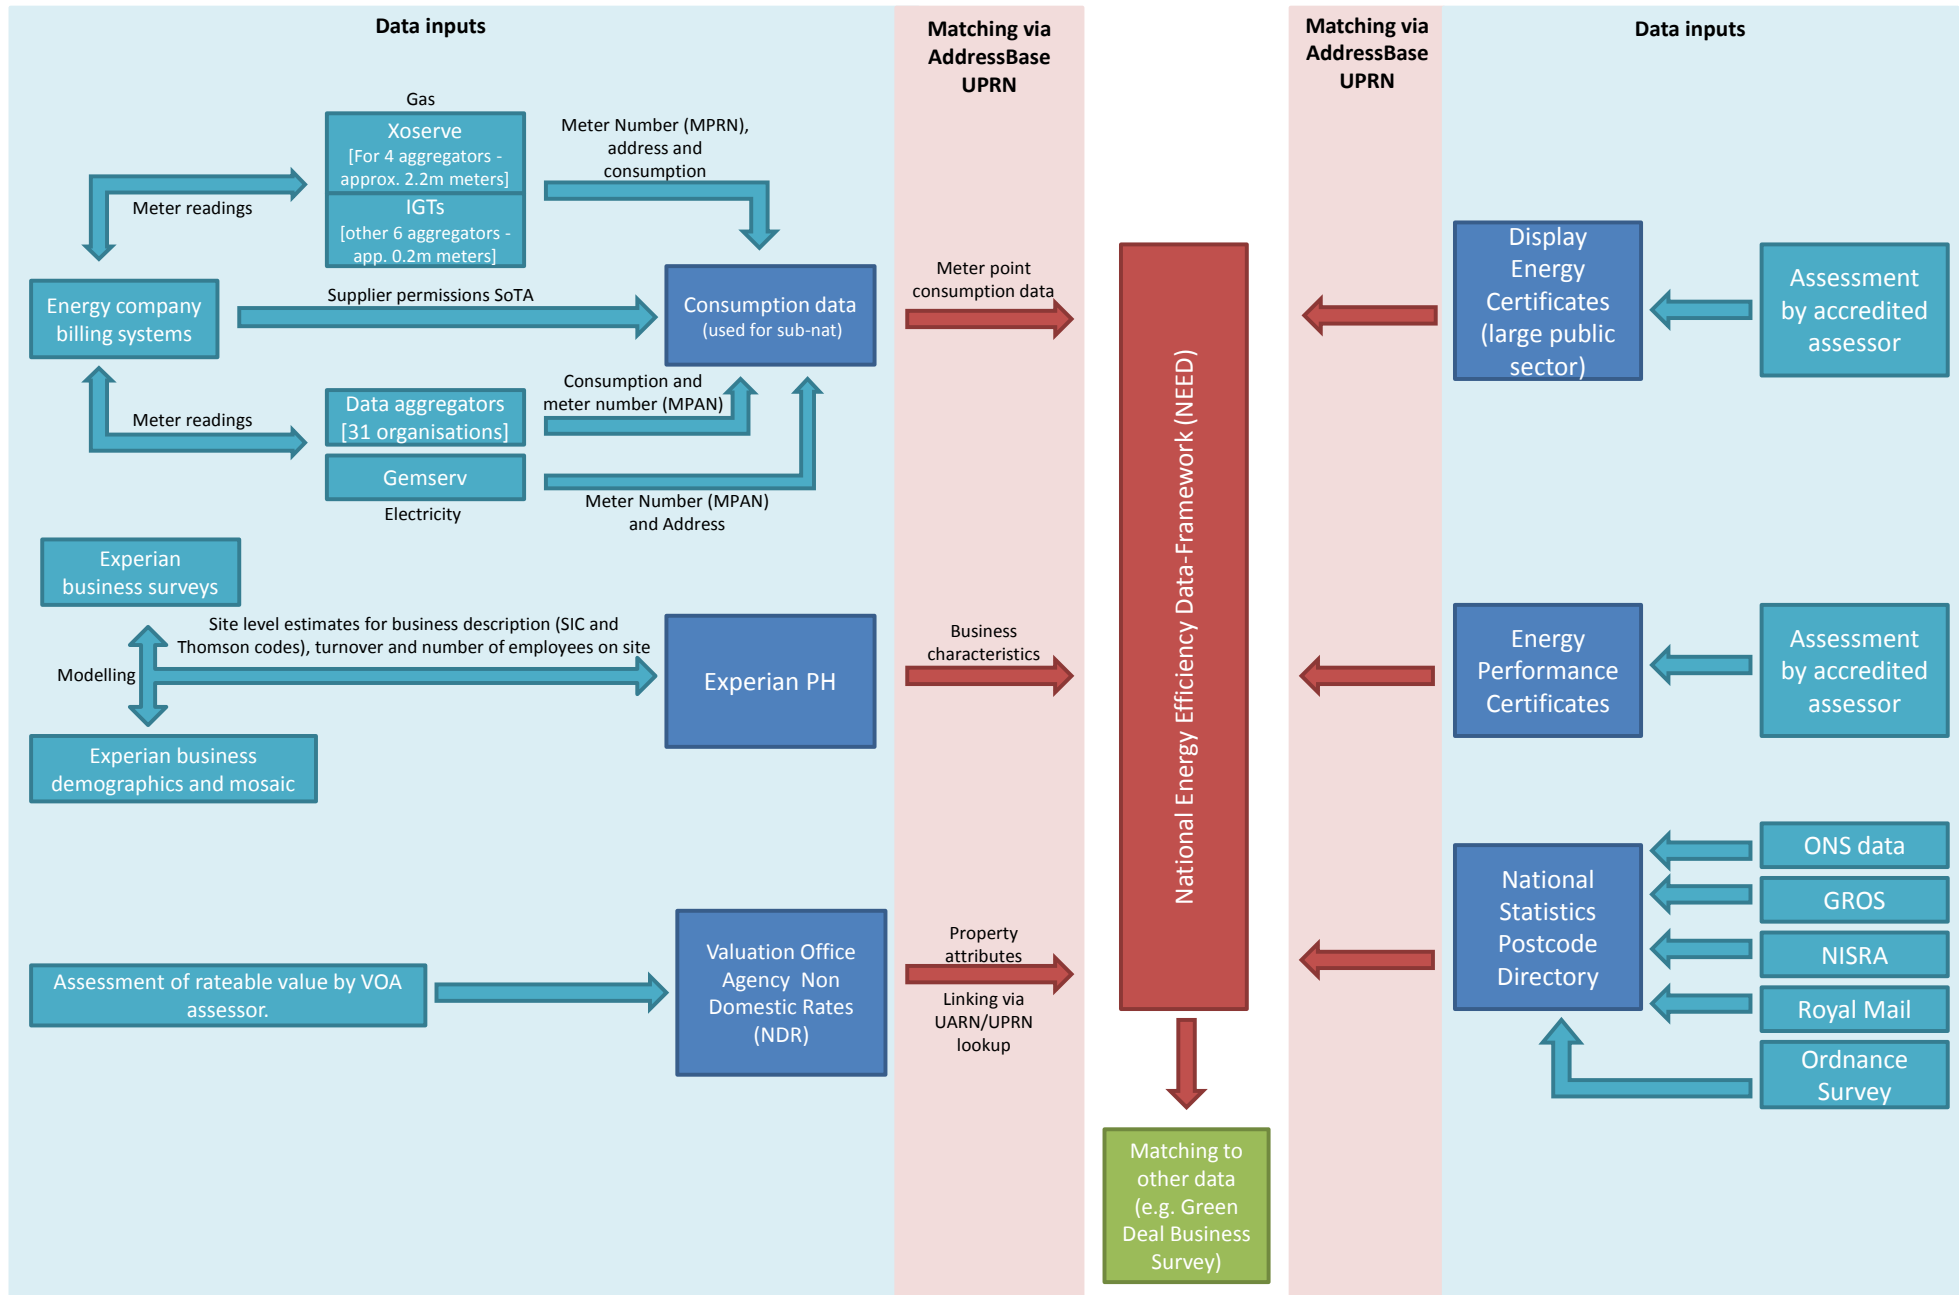 Data inputs
Matching via
AddressBase
UPRN
Matching via
AddressBase
UPRN
Data inputs
Gas
Xoserve
[For 4 aggregators -
approx. 2.2m meters]
IGTs
[other 6 aggregators -
app. 0.2m meters]
Meter Number (MPRN),
address and
consumption
Meter readings
Energy company
billing systems
Supplier permissions SoTA
Consumption data
(used for sub-nat)
Meter point
consumption data
Meter readings
Data aggregators
[31 organisations]
Consumption and
meter number (MPAN)
Gemserv
Electricity
Meter Number (MPAN)
and Address
Experian
business surveys
Site level estimates for business description (SIC and
Thomson codes), turnover and number of employees on site
Modelling
Experian PH
Business
characteristics
Experian business
demographics and mosaic
Assessment of rateable value by VOA
assessor.
Valuation Office
Agency  Non
Domestic Rates
(NDR)
Property
attributes
Linking via
UARN/UPRN
lookup
National Energy Efficiency Data-Framework (NEED)
Matching to
other data
(e.g. Green
Deal Business
Survey)
Display
Energy
Certificates
(large public
sector)
Assessment
by accredited
assessor
Energy
Performance
Certificates
Assessment
by accredited
assessor
National
Statistics
Postcode
Directory
ONS data
GROS
NISRA
Royal Mail
Ordnance
Survey